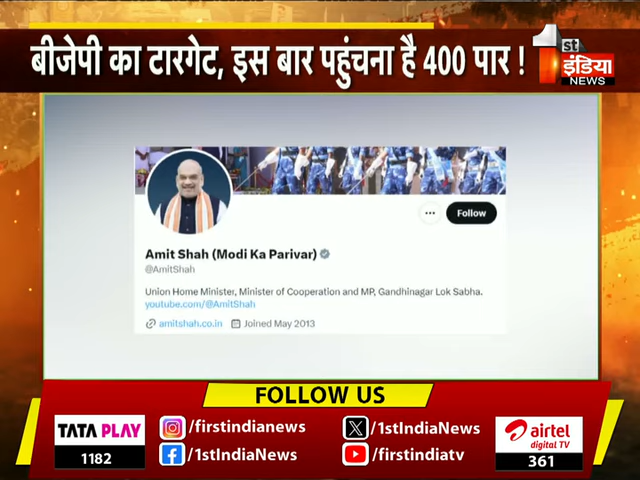 बीजेपी का टारगेट, इस बार पहुंचना है 400 पार !
1st
इंडिया
NEWS
Follow
Amit Shah (Modi Ka Parivar)
@AmitShah
Union Home Minister, Minister of Cooperation and MP, Gandhinagar Lok Sabha.
youtube.com/@AmitShah
amitshah.co.in Joined May 2013
FOLLOW US
TATA PLAY
1182
/firstindianews
/1stIndiaNews
/1stIndiaNews
/firstindiatv
airtel
digital TV
361